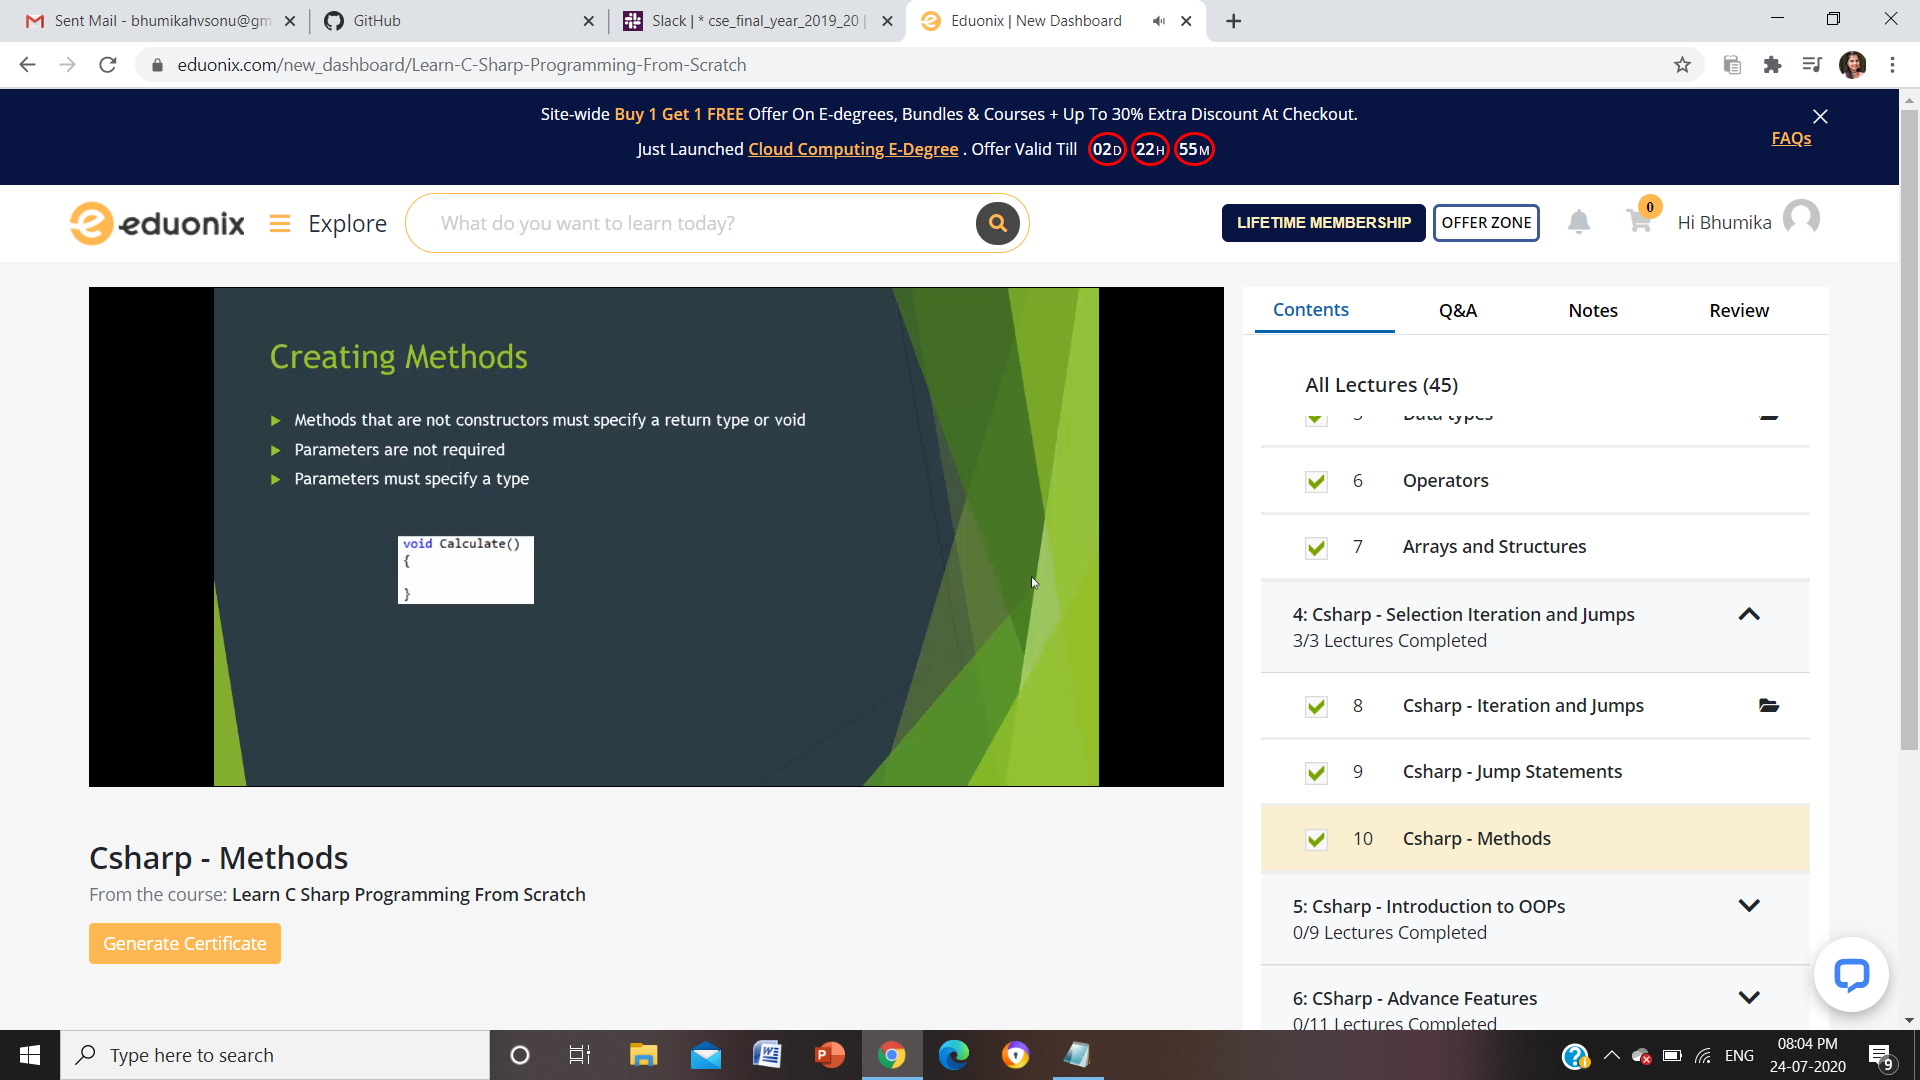 Sent Mail - bhumikahvsonu@gm
GitHub
Slack | * cse_final_year_2019_20 |
Eduonix | New Dashboard
eduonix.com/new_dashboard/Learn-C-Sharp-Programming-From-Scratch
Site-wide Buy 1 Get 1 FREE Offer On E-degrees, Bundles & Courses + Up To 30% Extra Discount At Checkout.
FAQs
Just Launched Cloud Computing E-Degree . Offer Valid Till 02D 22H 55M
eduonix
Explore
What do you want to learn today?
LIFETIME MEMBERSHIP
OFFER ZONE
0
Hi Bhumika
Creating Methods
Methods that are not constructors must specify a return type or void
Parameters are not required
Parameters must specify a type
void Calculate()
{
}
Csharp - Methods
From the course: Learn C Sharp Programming From Scratch
Generate Certificate
Contents
Q&A
Notes
Review
All Lectures (45)
5 Data types
6 Operators
7 Arrays and Structures
4: Csharp - Selection Iteration and Jumps
3/3 Lectures Completed
8 Csharp - Iteration and Jumps
9 Csharp - Jump Statements
10 Csharp - Methods
5: Csharp - Introduction to OOPs
0/9 Lectures Completed
6: CSharp - Advance Features
0/11 Lectures Completed
Type here to search
ENG
08:04 PM
24-07-2020
9